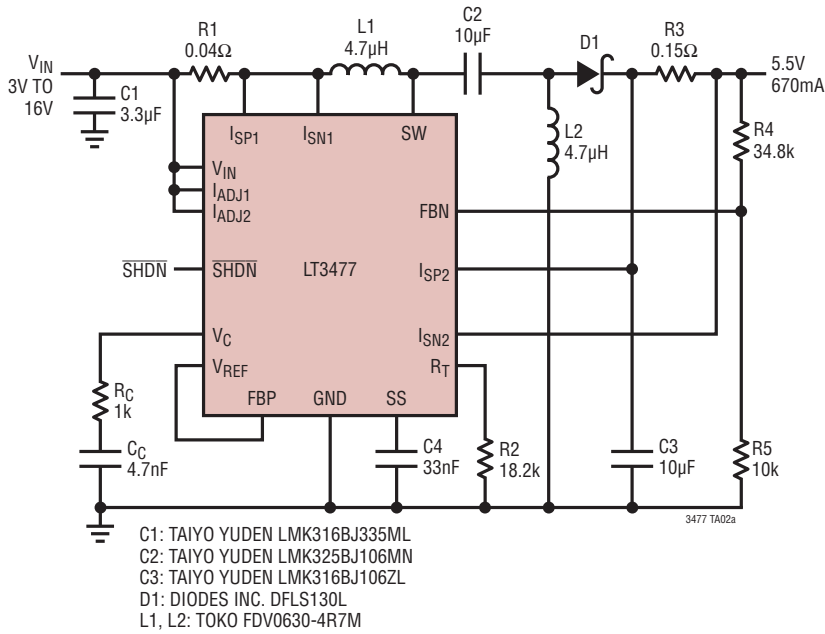 R1
0.04Ω
L1
4.7µH
C2
10µF
D1
R3
0.15Ω
VIN
3V TO
16V
C1
3.3µF
5.5V
670mA
R4
34.8k
L2
4.7µH
ISP1
ISN1
SW
VIN
IADJ1
IADJ2
FBN
SHDN
SHDN
LT3477
ISP2
VC
ISN2
VREF
RT
FBP
GND
SS
RC
1k
CC
4.7nF
C4
33nF
R2
18.2k
C3
10µF
R5
10k
3477 TA02a
C1: TAIYO YUDEN LMK316BJ335ML
C2: TAIYO YUDEN LMK325BJ106MN
C3: TAIYO YUDEN LMK316BJ106ZL
D1: DIODES INC. DFLS130L
L1, L2: TOKO FDV0630-4R7M